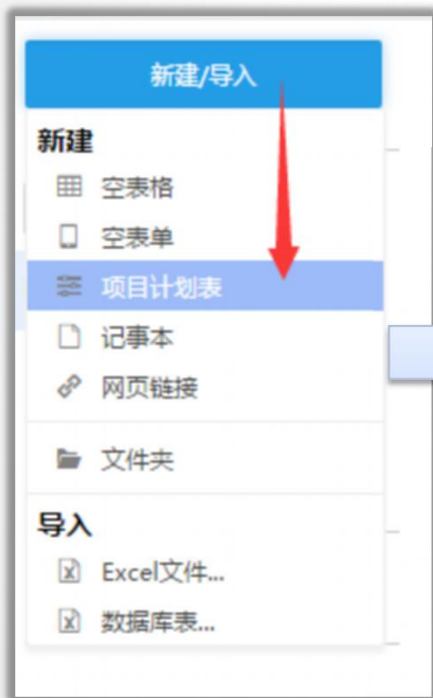 新建/导入
新建
空表格
空表单
项目计划表
记事本
网页链接
文件夹
导入
Excel文件...
数据库表...